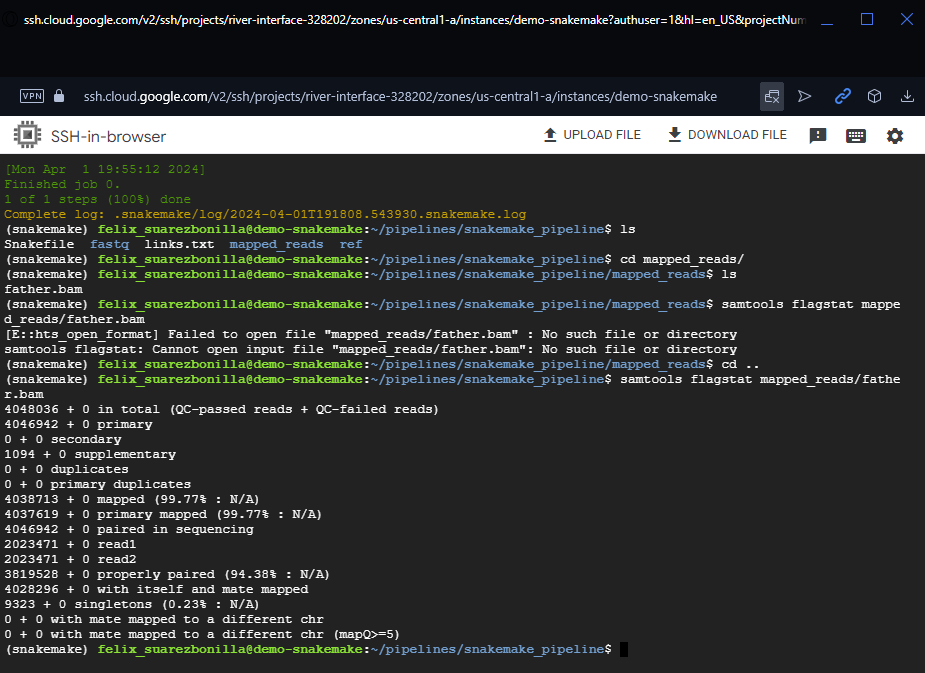 ssh.cloud.google.com/v2/ssh/projects/river-interface-328202/zones/us-central1-a/instances/demo-snakemake?authuser=1&hl=en_US&projectNum
VPN ssh.cloud.google.com/v2/ssh/projects/river-interface-328202/zones/us-central1-a/instances/demo-snakemake
SSH-in-browser UPLOAD FILE DOWNLOAD FILE
[Mon Apr  1 19:55:12 2024]
Finished job 0.
1 of 1 steps (100%) done
Complete log: .snakemake/log/2024-04-01T191808.543930.snakemake.log
(snakemake) felix_suarezbonilla@demo-snakemake:~/pipelines/snakemake_pipeline$ ls
Snakefile  fastq  links.txt  mapped_reads  ref
(snakemake) felix_suarezbonilla@demo-snakemake:~/pipelines/snakemake_pipeline$ cd mapped_reads/
(snakemake) felix_suarezbonilla@demo-snakemake:~/pipelines/snakemake_pipeline/mapped_reads$ ls
father.bam
(snakemake) felix_suarezbonilla@demo-snakemake:~/pipelines/snakemake_pipeline/mapped_reads$ samtools flagstat mappe
d_reads/father.bam
[E::hts_open_format] Failed to open file "mapped_reads/father.bam" : No such file or directory
samtools flagstat: Cannot open input file "mapped_reads/father.bam": No such file or directory
(snakemake) felix_suarezbonilla@demo-snakemake:~/pipelines/snakemake_pipeline/mapped_reads$ cd ..
(snakemake) felix_suarezbonilla@demo-snakemake:~/pipelines/snakemake_pipeline$ samtools flagstat mapped_reads/fathe
r.bam
4048036 + 0 in total (QC-passed reads + QC-failed reads)
4046942 + 0 primary
0 + 0 secondary
1094 + 0 supplementary
0 + 0 duplicates
0 + 0 primary duplicates
4038713 + 0 mapped (99.77% : N/A)
4037619 + 0 primary mapped (99.77% : N/A)
4046942 + 0 paired in sequencing
2023471 + 0 read1
2023471 + 0 read2
3819528 + 0 properly paired (94.38% : N/A)
4028296 + 0 with itself and mate mapped
9323 + 0 singletons (0.23% : N/A)
0 + 0 with mate mapped to a different chr
0 + 0 with mate mapped to a different chr (mapQ>=5)
(snakemake) felix_suarezbonilla@demo-snakemake:~/pipelines/snakemake_pipeline$